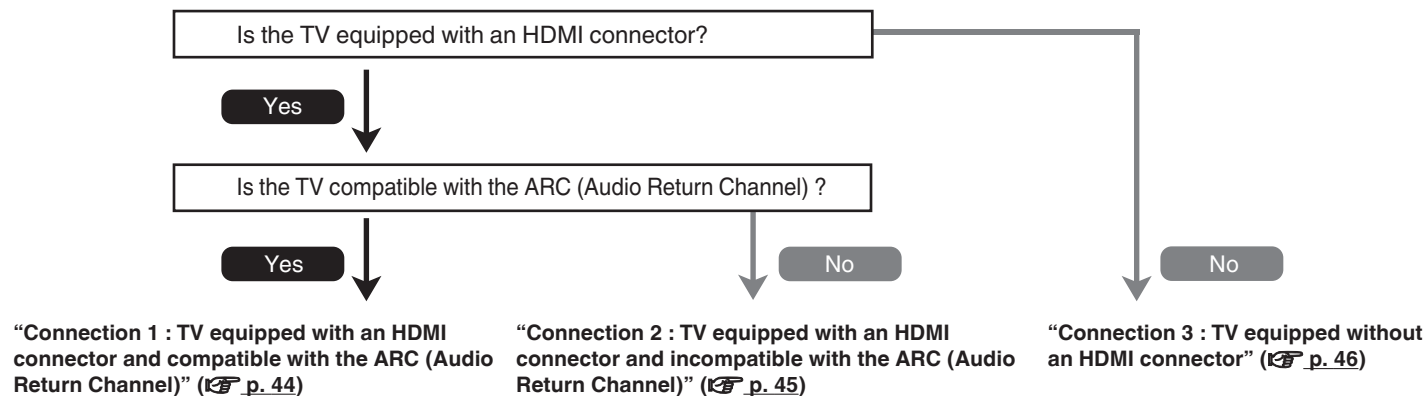 Is the TV equipped with an HDMI connector?
Yes
Is the TV compatible with the ARC (Audio Return Channel) ?
Yes
No
No
“Connection 1 : TV equipped with an HDMI
connector and compatible with the ARC (Audio
Return Channel)” (☞ p. 44)
“Connection 2 : TV equipped with an HDMI
connector and incompatible with the ARC (Audio
Return Channel)” (☞ p. 45)
“Connection 3 : TV equipped without
an HDMI connector” (☞ p. 46)